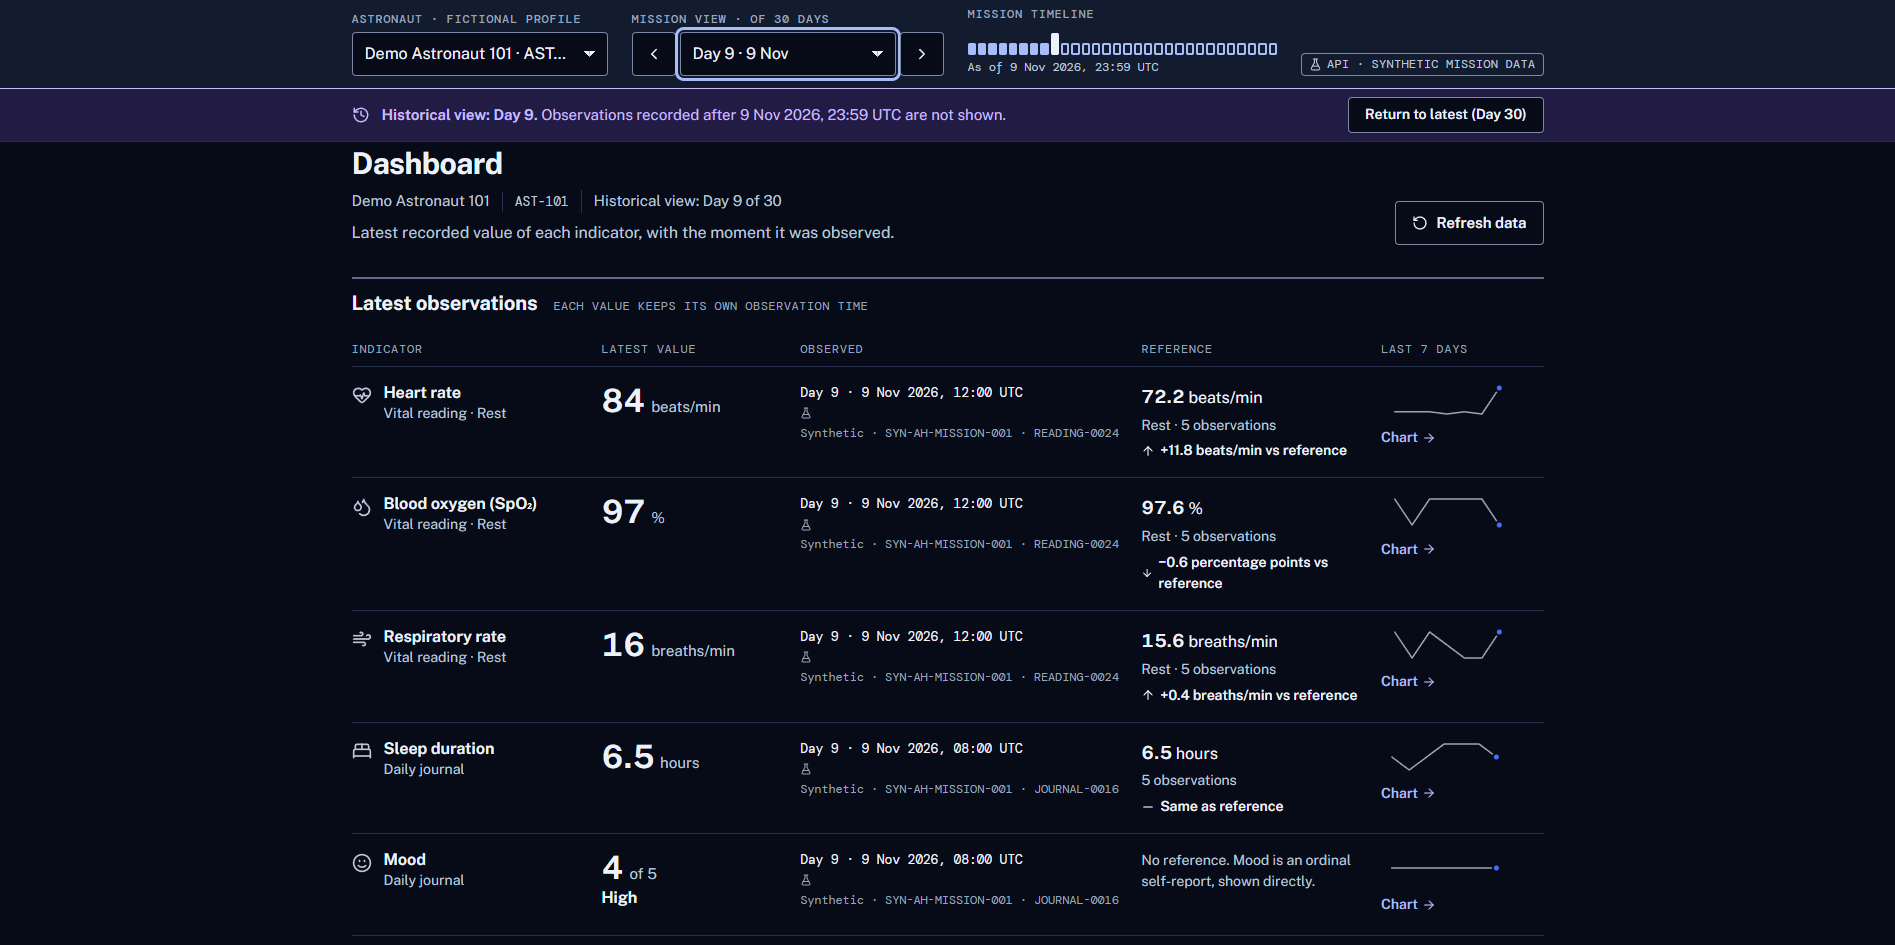 ASTRONAUT · FICTIONAL PROFILE
Demo Astronaut 101 · AST...
MISSION VIEW · OF 30 DAYS
Day 9 · 9 Nov
MISSION TIMELINE
As of 9 Nov 2026, 23:59 UTC
API · SYNTHETIC MISSION DATA
Historical view: Day 9. Observations recorded after 9 Nov 2026, 23:59 UTC are not shown.
Return to latest (Day 30)
Dashboard
Demo Astronaut 101 AST-101 Historical view: Day 9 of 30
Latest recorded value of each indicator, with the moment it was observed.
Refresh data
Latest observations EACH VALUE KEEPS ITS OWN OBSERVATION TIME
INDICATOR LATEST VALUE OBSERVED REFERENCE LAST 7 DAYS
Heart rate
Vital reading · Rest
84 beats/min
Day 9 · 9 Nov 2026, 12:00 UTC
Synthetic · SYN-AH-MISSION-001 · READING-0024
72.2 beats/min
Rest · 5 observations
↑ +11.8 beats/min vs reference
Chart →
Blood oxygen (SpO₂)
Vital reading · Rest
97 %
Day 9 · 9 Nov 2026, 12:00 UTC
Synthetic · SYN-AH-MISSION-001 · READING-0024
97.6 %
Rest · 5 observations
↓ −0.6 percentage points vs
reference
Chart →
Respiratory rate
Vital reading · Rest
16 breaths/min
Day 9 · 9 Nov 2026, 12:00 UTC
Synthetic · SYN-AH-MISSION-001 · READING-0024
15.6 breaths/min
Rest · 5 observations
↑ +0.4 breaths/min vs reference
Chart →
Sleep duration
Daily journal
6.5 hours
Day 9 · 9 Nov 2026, 08:00 UTC
Synthetic · SYN-AH-MISSION-001 · JOURNAL-0016
6.5 hours
5 observations
— Same as reference
Chart →
Mood
Daily journal
4 of 5
High
Day 9 · 9 Nov 2026, 08:00 UTC
Synthetic · SYN-AH-MISSION-001 · JOURNAL-0016
No reference. Mood is an ordinal
self-report, shown directly.
Chart →